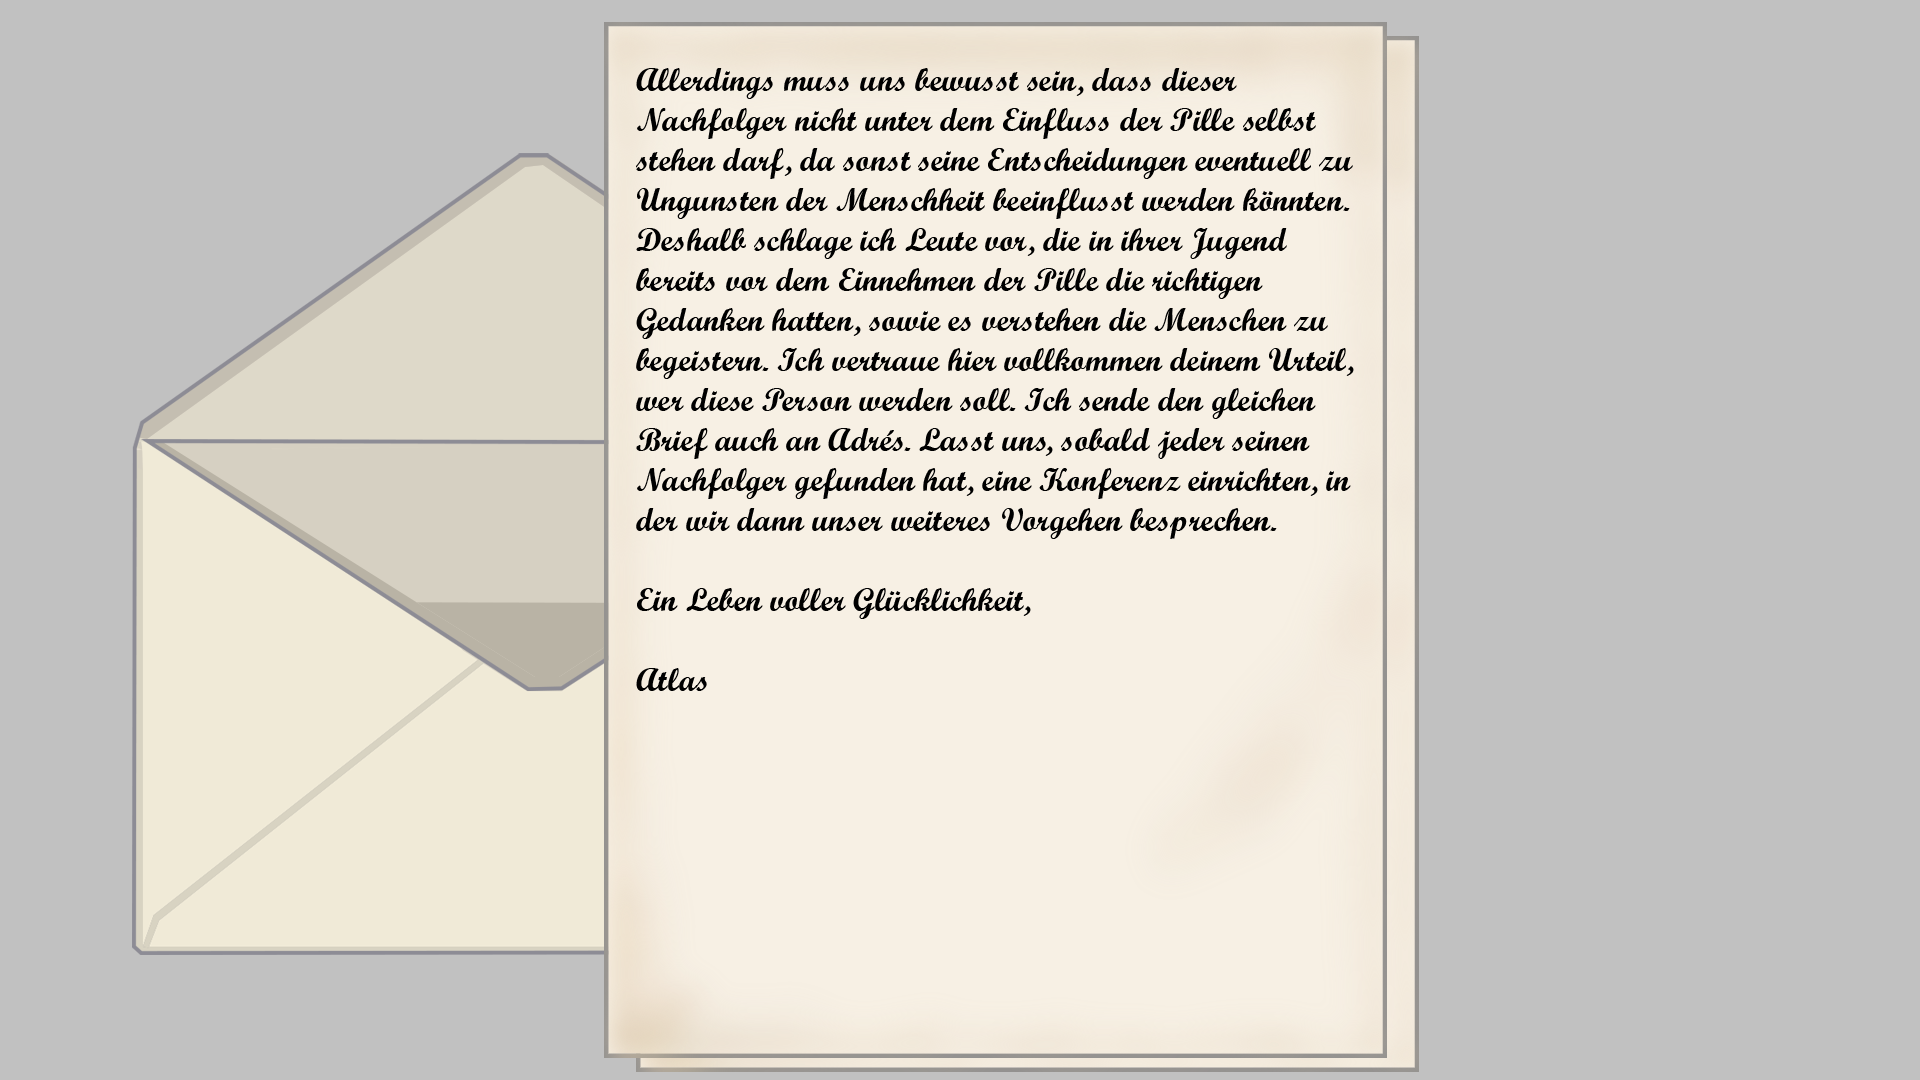 Allerdings muss uns bewusst sein, dass dieser
Nachfolger nicht unter dem Einfluss der Pille selbst
stehen darf, da sonst seine Entscheidungen eventuell zu
Ungunsten der Menschheit beeinflusst werden könnten.
Deshalb schlage ich Leute vor, die in ihrer Jugend
bereits vor dem Einnehmen der Pille die richtigen
Gedanken hatten, sowie es verstehen die Menschen zu
begeistern. Ich vertraue hier vollkommen deinem Urteil,
wer diese Person werden soll. Ich sende den gleichen
Brief auch an Adrés. Lasst uns, sobald jeder seinen
Nachfolger gefunden hat, eine Konferenz einrichten, in
der wir dann unser weiteres Vorgehen besprechen.
Ein Leben voller Glücklichkeit,
Atlas